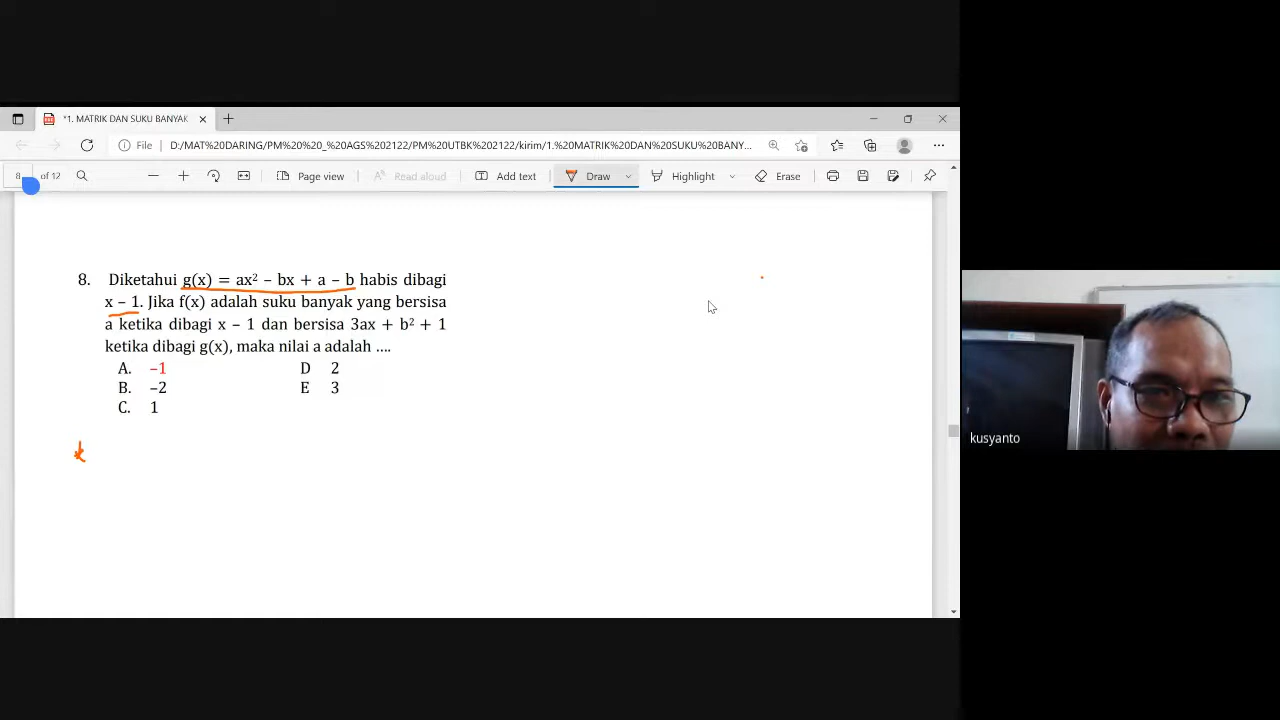 *1. MATRIK DAN SUKU BANYAK
File D:/MAT%20DARING/PM%20%20_%20AGS%202122/PM%20UTBK%202122/kirim/1.%20MATRIK%20DAN%20SUKU%20BANY...
8 of 12 Page view Read aloud Add text Draw Highlight Erase
8. Diketahui g(x) = ax² – bx + a – b habis dibagi
x – 1. Jika f(x) adalah suku banyak yang bersisa
a ketika dibagi x – 1 dan bersisa 3ax + b² + 1
ketika dibagi g(x), maka nilai a adalah ....
A. –1 D 2
B. –2 E 3
C. 1
kusyanto